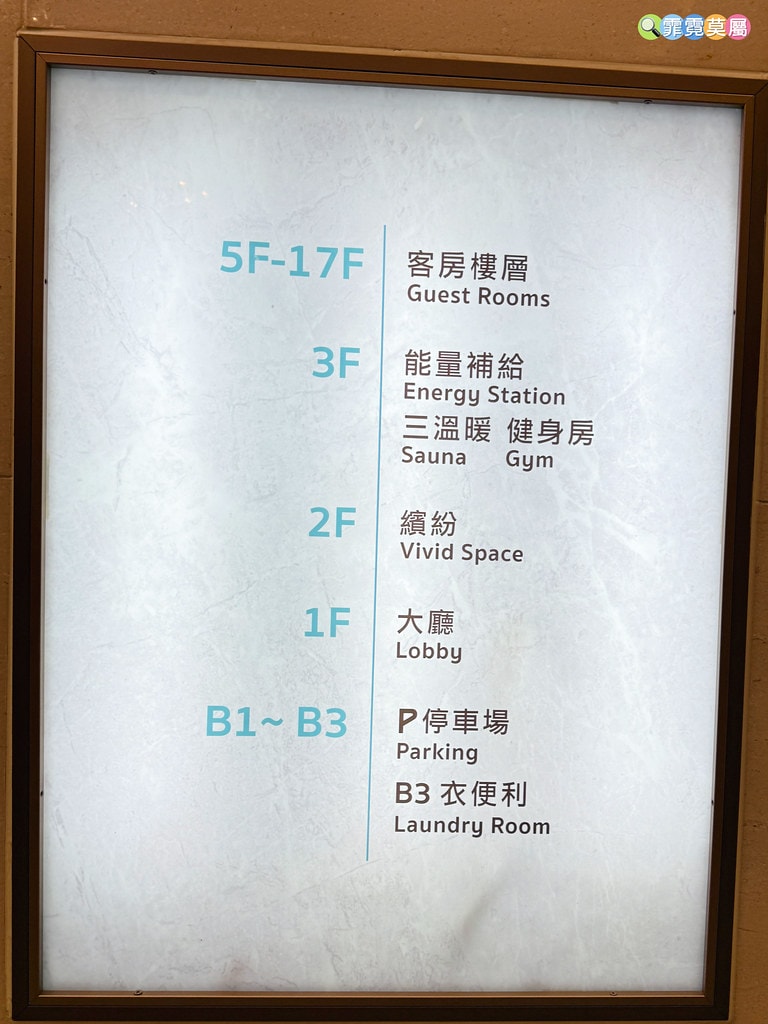 霏霓莫屬
5F-17F 客房樓層
Guest Rooms
3F 能量補給
Energy Station
三溫暖 健身房
Sauna Gym
2F 繽紛
Vivid Space
1F 大廳
Lobby
B1~ B3 P停車場
Parking
B3 衣便利
Laundry Room